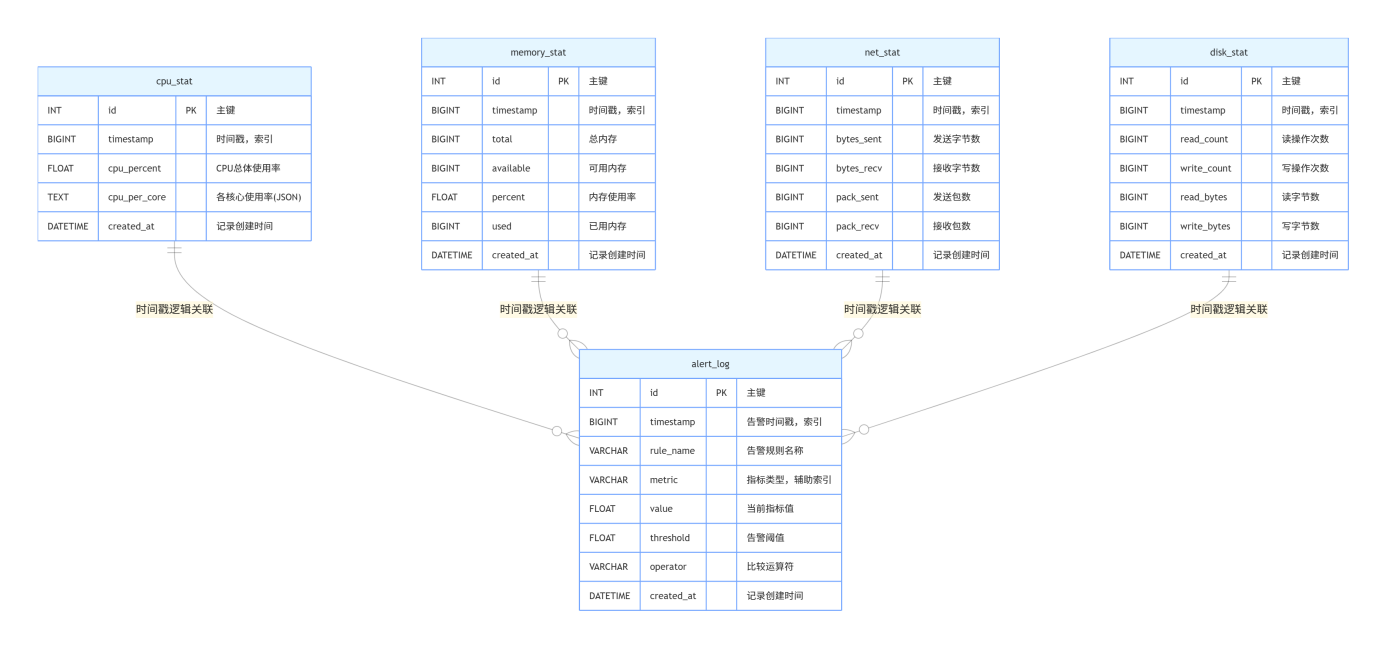 cpu_stat
INT id PK 主键
BIGINT timestamp 时间戳，索引
FLOAT cpu_percent CPU总体使用率
TEXT cpu_per_core 各核心使用率(JSON)
DATETIME created_at 记录创建时间
memory_stat
INT id PK 主键
BIGINT timestamp 时间戳，索引
BIGINT total 总内存
BIGINT available 可用内存
FLOAT percent 内存使用率
BIGINT used 已用内存
DATETIME created_at 记录创建时间
net_stat
INT id PK 主键
BIGINT timestamp 时间戳，索引
BIGINT bytes_sent 发送字节数
BIGINT bytes_recv 接收字节数
BIGINT pack_sent 发送包数
BIGINT pack_recv 接收包数
DATETIME created_at 记录创建时间
disk_stat
INT id PK 主键
BIGINT timestamp 时间戳，索引
BIGINT read_count 读操作次数
BIGINT write_count 写操作次数
BIGINT read_bytes 读字节数
BIGINT write_bytes 写字节数
DATETIME created_at 记录创建时间
时间戳逻辑关联
时间戳逻辑关联
时间戳逻辑关联
时间戳逻辑关联
alert_log
INT id PK 主键
BIGINT timestamp 告警时间戳，索引
VARCHAR rule_name 告警规则名称
VARCHAR metric 指标类型，辅助索引
FLOAT value 当前指标值
FLOAT threshold 告警阈值
VARCHAR operator 比较运算符
DATETIME created_at 记录创建时间